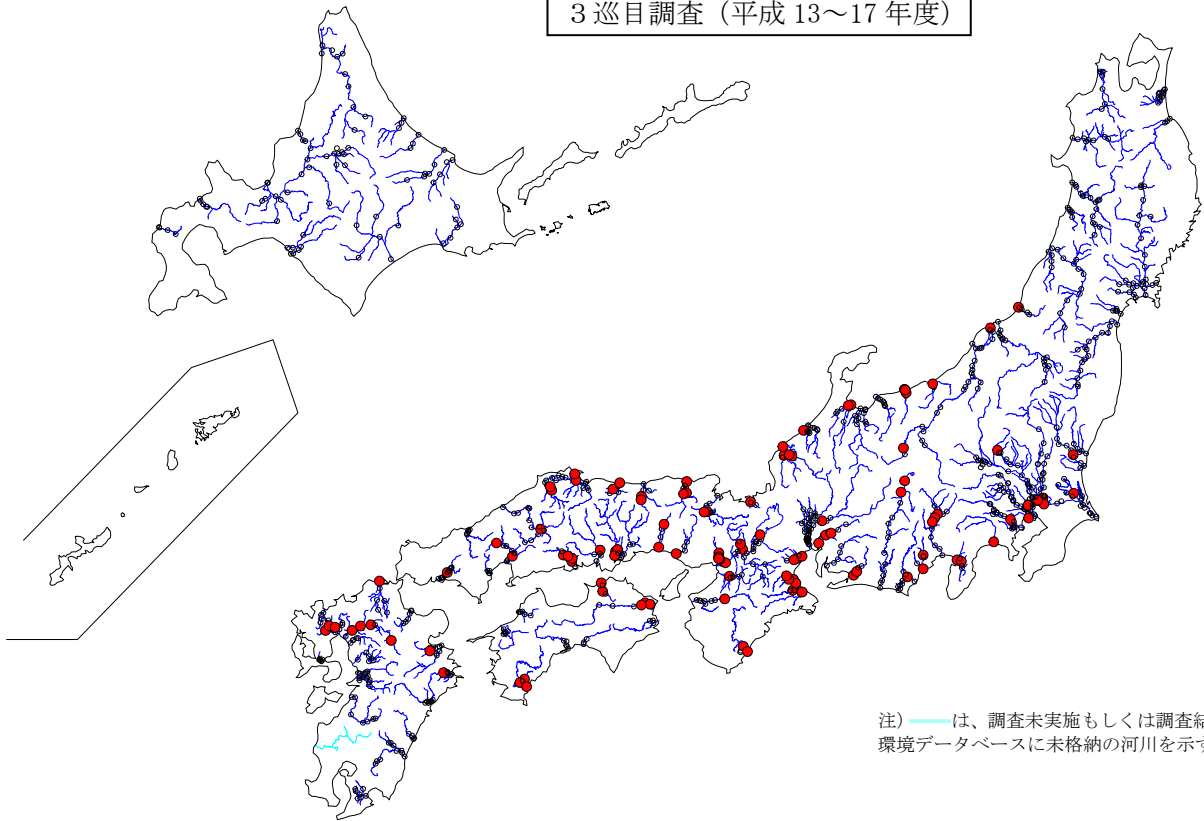 3巡目調査（平成 13～17 年度）
注）――は、調査未実施もしくは調査結
環境データベースに未格納の河川を示す